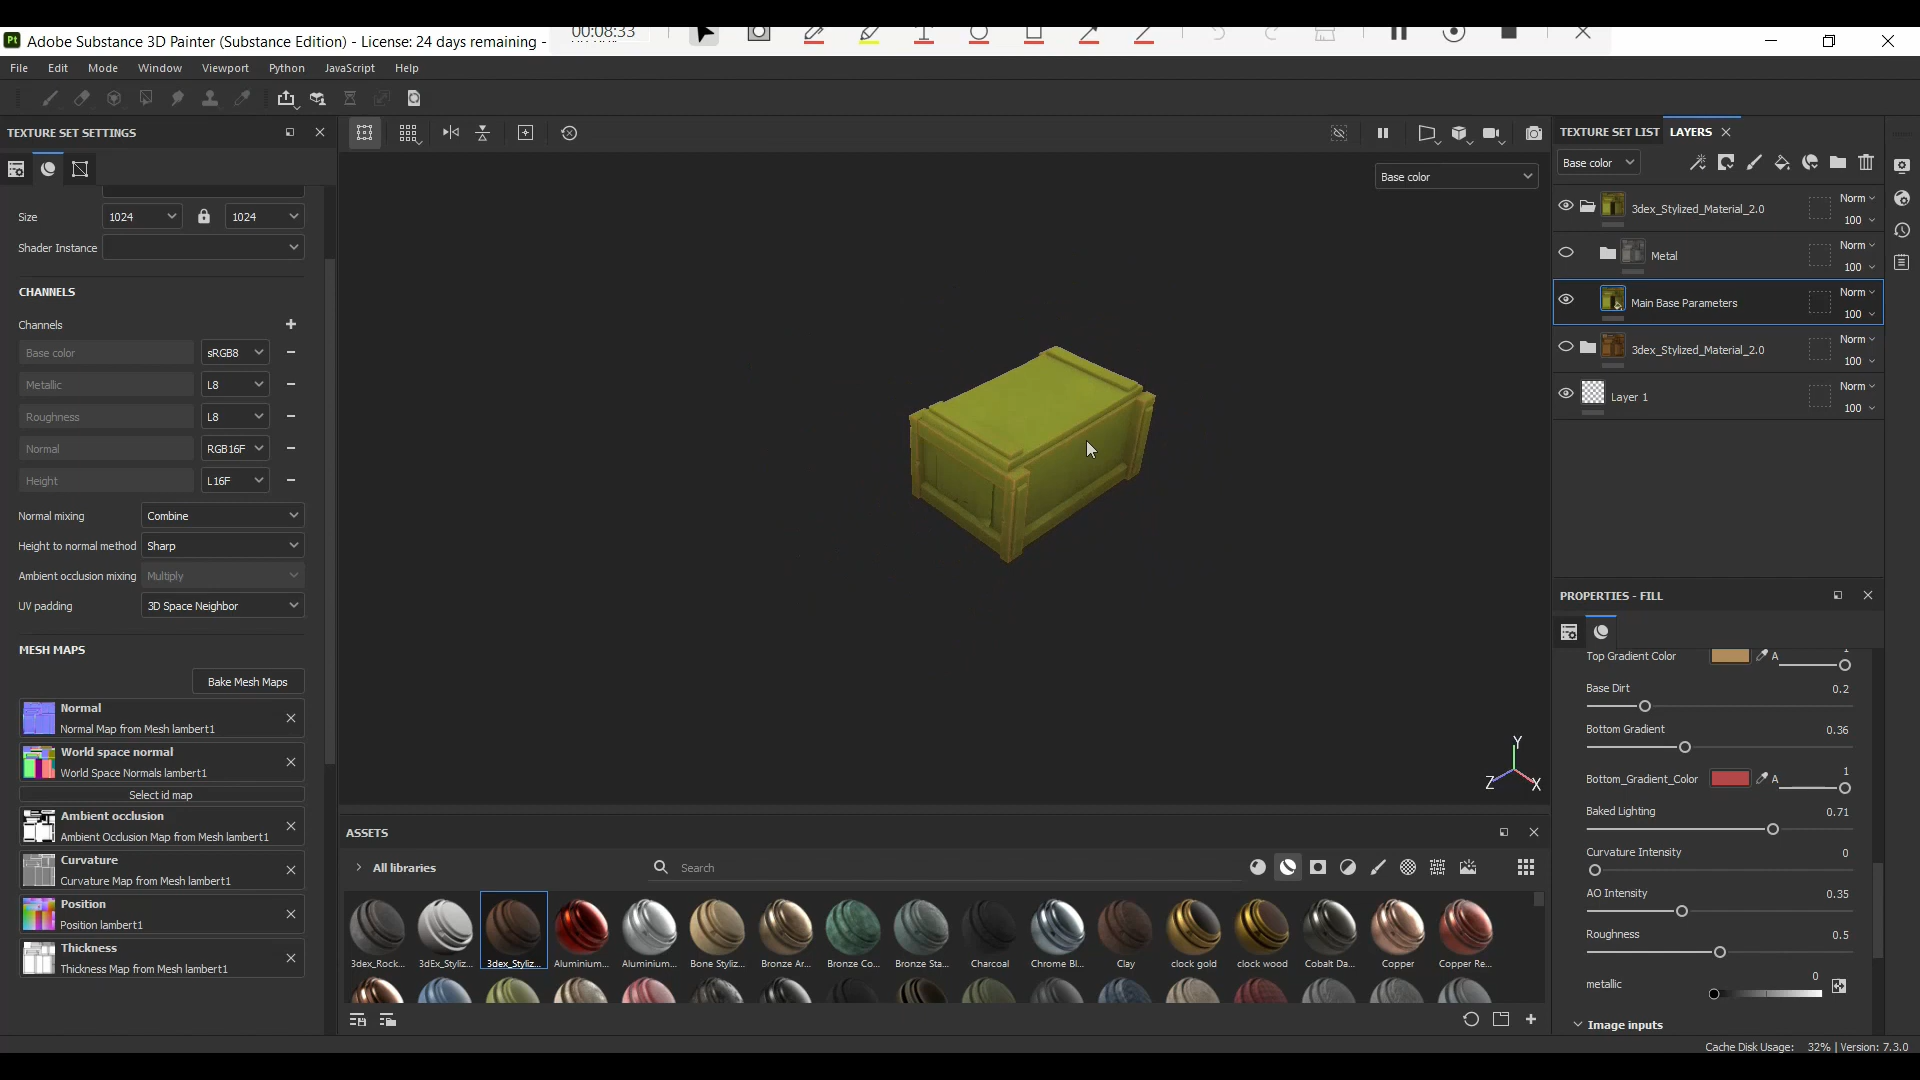 00:08:33
Adobe Substance 3D Painter (Substance Edition) - License: 24 days remaining -
File Edit Mode Window Viewport Python JavaScript Help
TEXTURE SET SETTINGS
Size 1024 1024
Shader Instance
CHANNELS
Channels
Base color sRGB8
Metallic L8
Roughness L8
Normal RGB16F
Height L16F
Normal mixing Combine
Height to normal method Sharp
Ambient occlusion mixing Multiply
UV padding 3D Space Neighbor
MESH MAPS
Bake Mesh Maps
Normal
Normal Map from Mesh lambert1
World space normal
World Space Normals lambert1
Select id map
Ambient occlusion
Ambient Occlusion Map from Mesh lambert1
Curvature
Curvature Map from Mesh lambert1
Position
Position lambert1
Thickness
Thickness Map from Mesh lambert1
Base color
Y
Z X
ASSETS
All libraries Search
3dex_Rock... 3dEx_Styliz... 3dex_Styliz... Aluminium... Aluminium... Bone Styliz... Bronze Ar... Bronze Co... Bronze Sta... Charcoal Chrome Bl... Clay clock gold clock wood Cobalt Da... Copper Copper Re...
TEXTURE SET LIST LAYERS
Base color
3dex_Stylized_Material_2.0 Norm 100
Metal Norm 100
Main Base Parameters Norm 100
3dex_Stylized_Material_2.0 Norm 100
Layer 1 Norm 100
PROPERTIES - FILL
Top Gradient Color A
Base Dirt 0.2
Bottom Gradient 0.36
Bottom_Gradient_Color A 1
Baked Lighting 0.71
Curvature Intensity 0
AO Intensity 0.35
Roughness 0.5
metallic 0
Image inputs
Cache Disk Usage: 32% | Version: 7.3.0